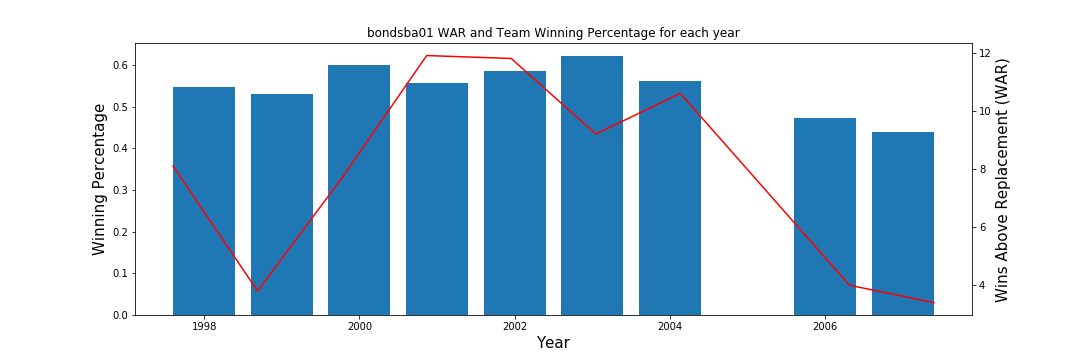 bondsba01 WAR and Team Winning Percentage for each year
Winning Percentage
0.6
0.5
0.4
0.3
0.2
0.1
0.0
12
10
8
6
4
Wins Above Replacement (WAR)
1998 2000 2002 2004 2006
Year